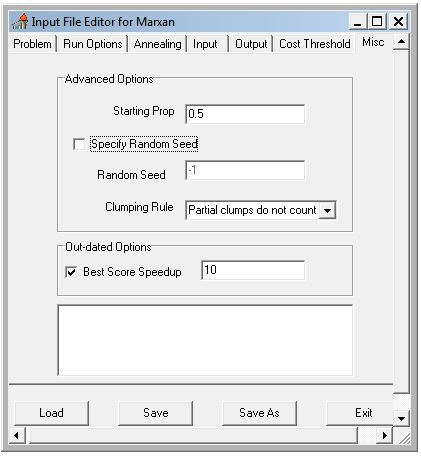 Input File Editor for Marxan
Problem Run Options Annealing Input Output Cost Threshold Misc
Advanced Options
Starting Prop 0.5
Specify Random Seed
Random Seed -1
Clumping Rule Partial clumps do not count
Out-dated Options
Best Score Speedup 10
Load Save Save As Exit